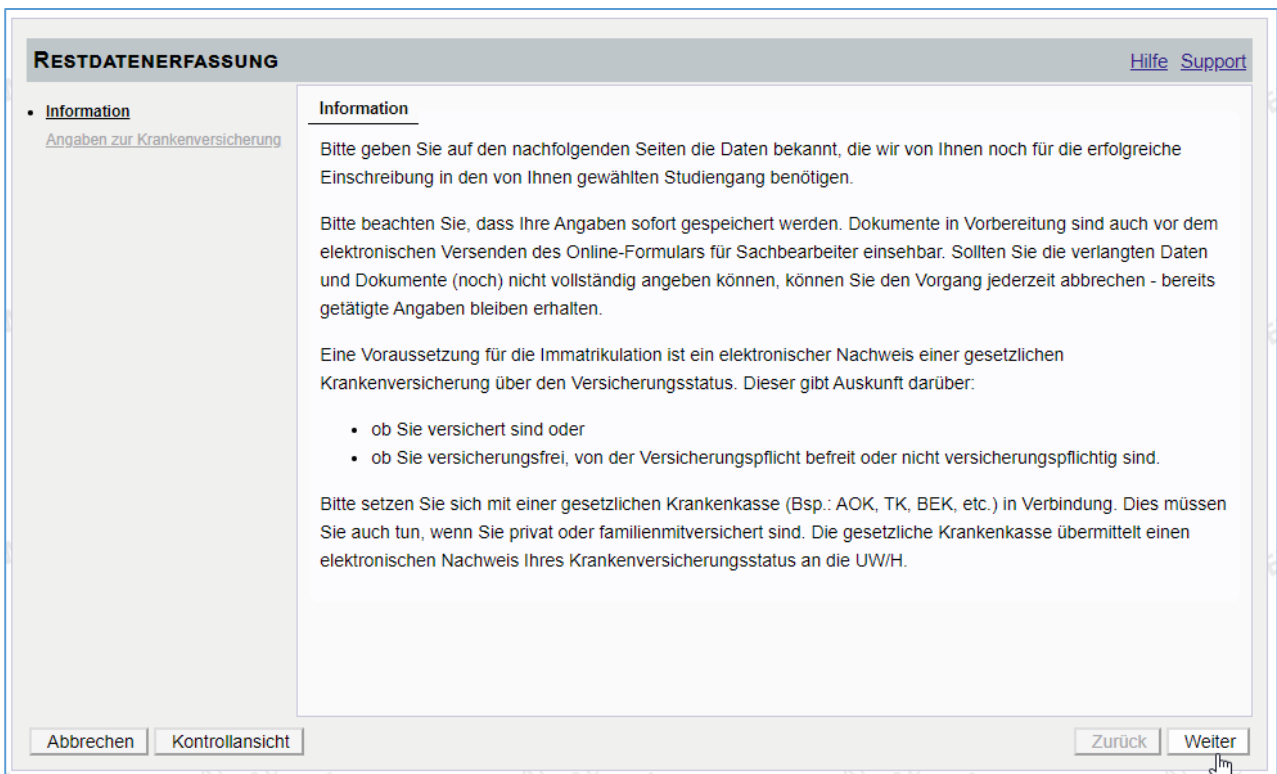 RESTDATENERFASSUNG
Hilfe Support
• Information
Angaben zur Krankenversicherung
Information
Bitte geben Sie auf den nachfolgenden Seiten die Daten bekannt, die wir von Ihnen noch für die erfolgreiche
Einschreibung in den von Ihnen gewählten Studiengang benötigen.
Bitte beachten Sie, dass Ihre Angaben sofort gespeichert werden. Dokumente in Vorbereitung sind auch vor dem
elektronischen Versenden des Online-Formulars für Sachbearbeiter einsehbar. Sollten Sie die verlangten Daten
und Dokumente (noch) nicht vollständig angeben können, können Sie den Vorgang jederzeit abbrechen - bereits
getätigte Angaben bleiben erhalten.
Eine Voraussetzung für die Immatrikulation ist ein elektronischer Nachweis einer gesetzlichen
Krankenversicherung über den Versicherungsstatus. Dieser gibt Auskunft darüber:
• ob Sie versichert sind oder
• ob Sie versicherungsfrei, von der Versicherungspflicht befreit oder nicht versicherungspflichtig sind.
Bitte setzen Sie sich mit einer gesetzlichen Krankenkasse (Bsp.: AOK, TK, BEK, etc.) in Verbindung. Dies müssen
Sie auch tun, wenn Sie privat oder familienmitversichert sind. Die gesetzliche Krankenkasse übermittelt einen
elektronischen Nachweis Ihres Krankenversicherungsstatus an die UW/H.
Abbrechen Kontrollansicht Zurück Weiter